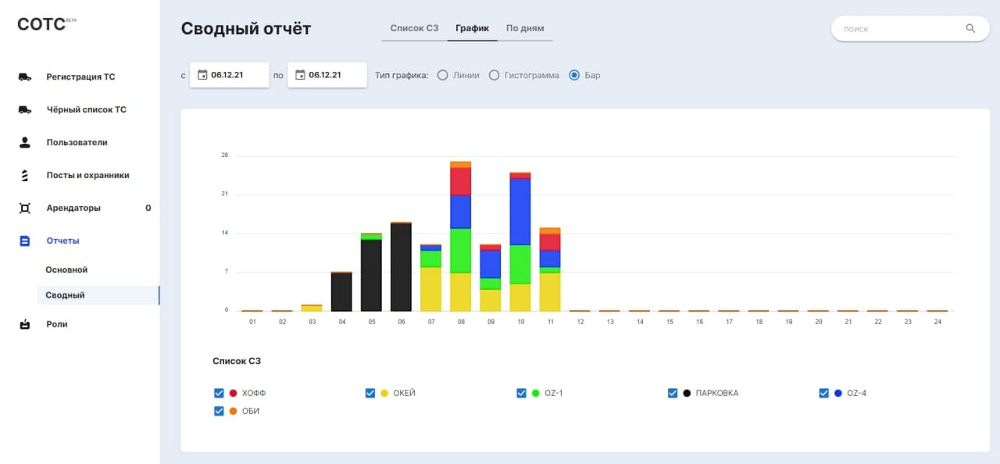 СОТС BETA
Регистрация ТС
Чёрный список ТС
Пользователи
Посты и охранники
Арендаторы 0
Отчеты
Основной
Сводный
Роли
Сводный отчёт
Список СЗ График По дням
поиск
с 06.12.21 по 06.12.21 Тип графика: Линии Гистограмма Бар
28
21
14
7
0
01 02 03 04 05 06 07 08 09 10 11 12 13 14 15 16 17 18 19 20 21 22 23 24
Список СЗ
ХОФФ ОКЕЙ OZ-1 ПАРКОВКА OZ-4
ОБИ